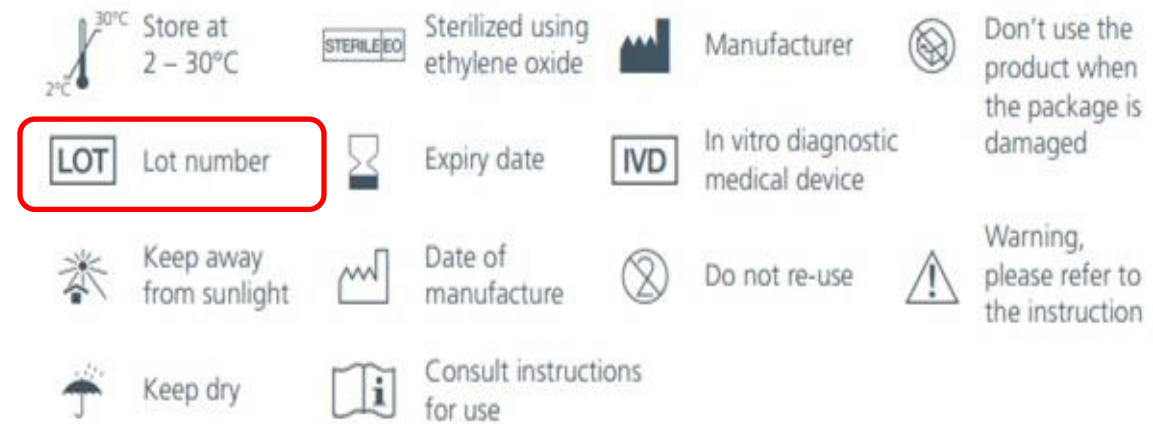 30°C
2°C
Store at
2 – 30°C
STERILE EO
Sterilized using
ethylene oxide
Manufacturer
Don't use the
product when
the package is
damaged
LOT
Lot number
Expiry date
IVD
In vitro diagnostic
medical device
Keep away
from sunlight
Date of
manufacture
2
Do not re-use
!
Warning,
please refer to
the instruction
Keep dry
i
Consult instructions
for use